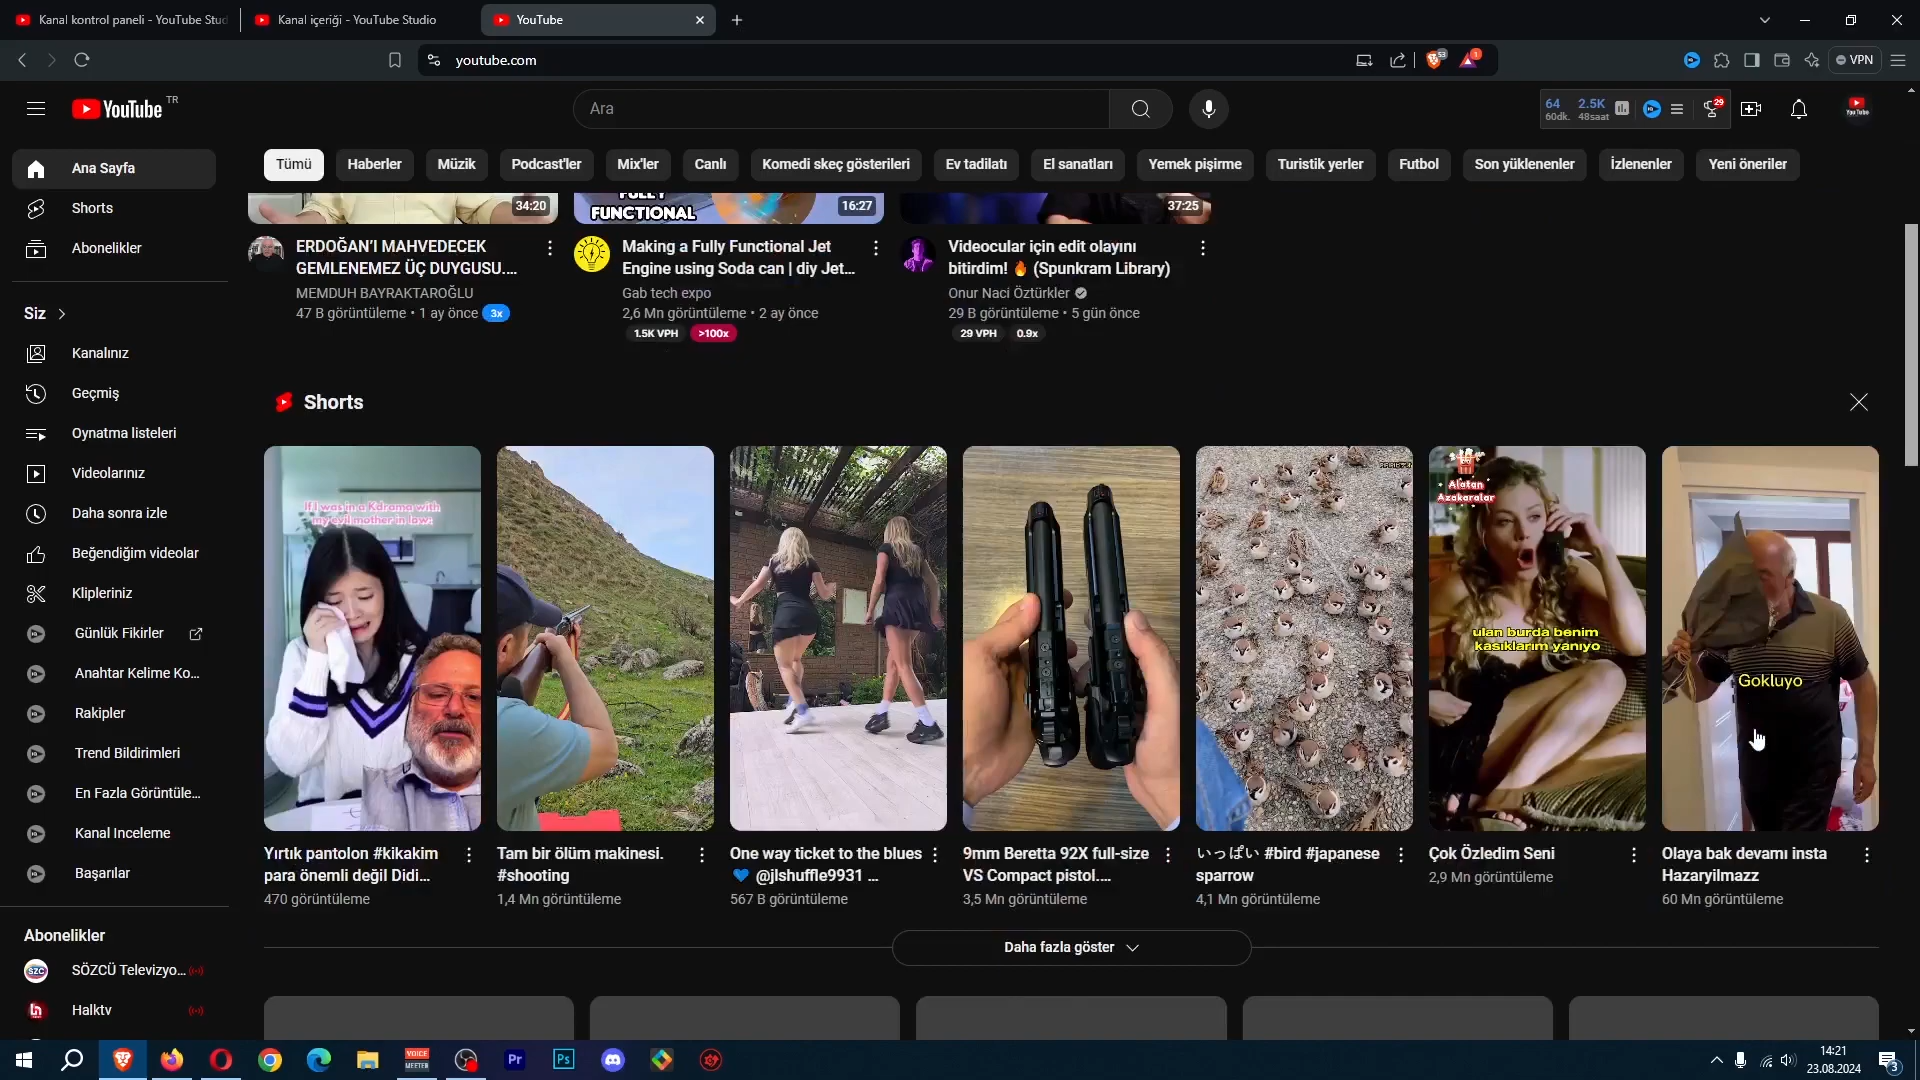 Kanal kontrol paneli - YouTube Stud
Kanal içeriği - YouTube Studio
YouTube
youtube.com
53
1
VPN
YouTube TR
Ara
64
60dk.
2.5K
48saat
29
YouTube
Ana Sayfa
Shorts
Abonelikler
Siz
Kanalınız
Geçmiş
Oynatma listeleri
Videolarınız
Daha sonra izle
Beğendiğim videolar
Klipleriniz
Günlük Fikirler
Anahtar Kelime Ko...
Rakipler
Trend Bildirimleri
En Fazla Görüntüle...
Kanal Inceleme
Başarılar
Abonelikler
SÖZCÜ Televizyo...
Halktv
Tümü
Haberler
Müzik
Podcast'ler
Mix'ler
Canlı
Komedi skeç gösterileri
Ev tadilatı
El sanatları
Yemek pişirme
Turistik yerler
Futbol
Son yüklenenler
İzlenenler
Yeni öneriler
34:20
ERDOĞAN’I MAHVEDECEK
GEMLENEMEZ ÜÇ DUYGUSU....
MEMDUH BAYRAKTAROĞLU
47 B görüntüleme • 1 ay önce 3x
FULLY
FUNCTIONAL
16:27
Making a Fully Functional Jet
Engine using Soda can | diy Jet...
Gab tech expo
2,6 Mn görüntüleme • 2 ay önce
1.5K VPH >100x
37:25
Videocular için edit olayını
bitirdim! 🔥 (Spunkram Library)
Onur Naci Öztürkler
29 B görüntüleme • 5 gün önce
29 VPH 0.9x
Shorts
If I was in a Kdrama with
my evil mother in law:
Yırtık pantolon #kikakim
para önemli değil Didi...
470 görüntüleme
Tam bir ölüm makinesi.
#shooting
1,4 Mn görüntüleme
One way ticket to the blues
💙 @jlshuffle9931 ...
567 B görüntüleme
9mm Beretta 92X full-size
VS Compact pistol....
3,5 Mn görüntüleme
いっぱい #bird #japanese
sparrow
4,1 Mn görüntüleme
Alatan
Azakaralar
ulan burda benim
kasıklarım yanıyo
Çok Özledim Seni
2,9 Mn görüntüleme
Gokluyo
Olaya bak devamı insta
Hazaryilmazz
60 Mn görüntüleme
Daha fazla göster
VOICE
MEETER
Pr
Ps
14:21
23.08.2024
3